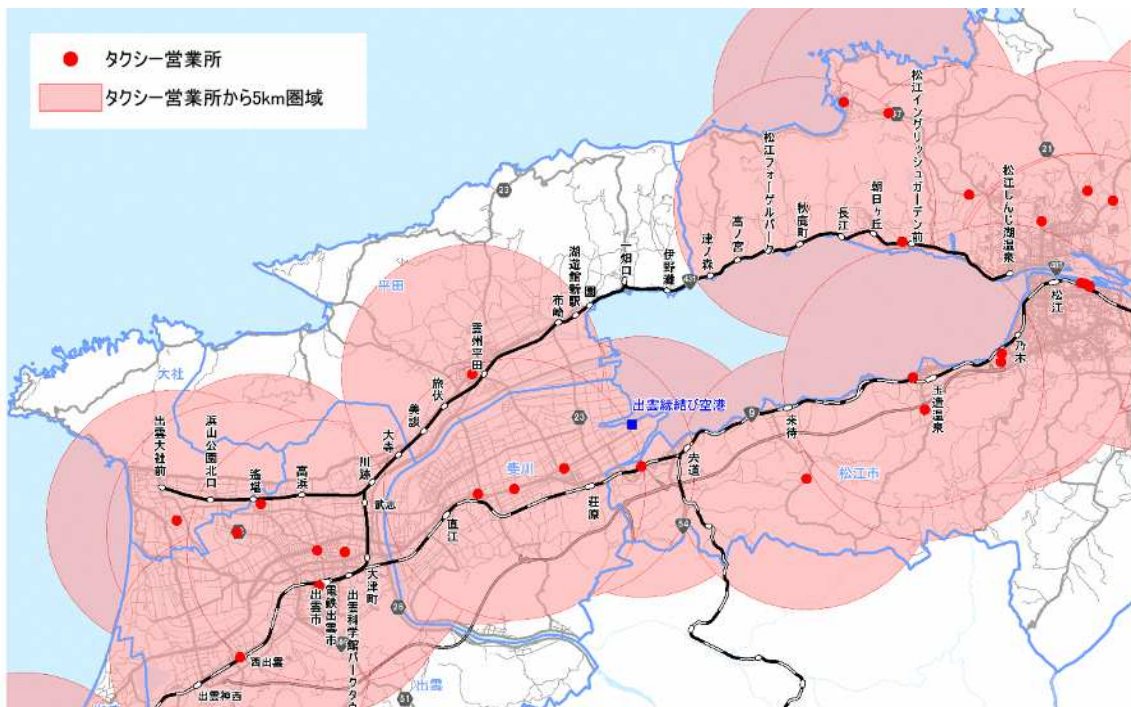 タクシー営業所
タクシー営業所から5km圏域
37
21
23
松江イングリッシュガーデン前
松江フォーゲルパーク
朝日ヶ丘
松江しんじ湖温泉
秋鹿町
長江
高ノ宮
津ノ森
伊野灘
一畑口
園
湖遊館新駅
布崎
平田
雲州平田
旅伏
美談
大寺
川跡
武志
大社
出雲大社前
浜山公園北口
遙堪
高浜
431
松江
乃木
玉造温泉
来待
9
宍道
出雲縁結び空港
23
斐川
荘原
直江
松江市
54
大津町
出雲科学館パークタウ
電鉄出雲市
出雲市
26
西出雲
出雲神西
出雲
51